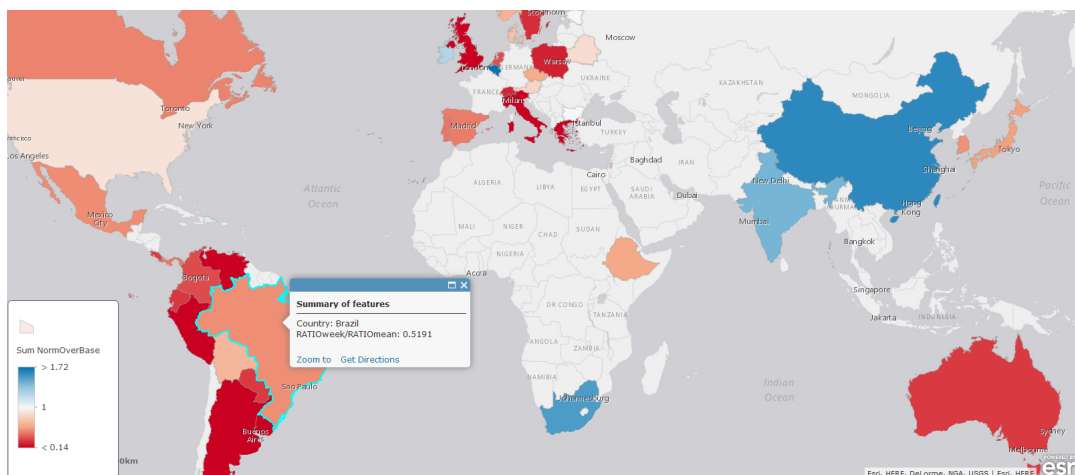 Stockholm
Moscow
London
Warsaw
GERMANY
UKRAINE
KAZAKHSTAN
MONGOLIA
FRANCE
Milan
Toronto
New York
Madrid
Istanbul
TURKEY
Beijing
Los Angeles
Tokyo
Baghdad
IRAN
Shanghai
Cairo
New Delhi
ALGERIA
LIBYA
EGYPT
SAUDI
ARABIA
Dubai
Atlantic
Ocean
Pacific
Ocean
Hong
Kong
Mexico
City
Mumbai
MALI
NIGER
CHAD
SUDAN
Bangkok
NIGERIA
Bogota
Accra
Singapore
DR CONGO
Jakarta
INDONESIA
TANZANIA
Summary of features
Country: Brazil
RATIOweek/RATIOmean: 0.5191
Zoom to Get Directions
ANGOLA
ZAMBIA
NAMIBIA
Indian
Ocean
Sao Paulo
Johannesburg
Buenos
Aires
Sydney
Melbourne
Sum NormOverBase
> 1.72
1
< 0.14
0km
Esri, HERE, DeLorme, NGA, USGS | Esri, HERE
POWERED BY
esri